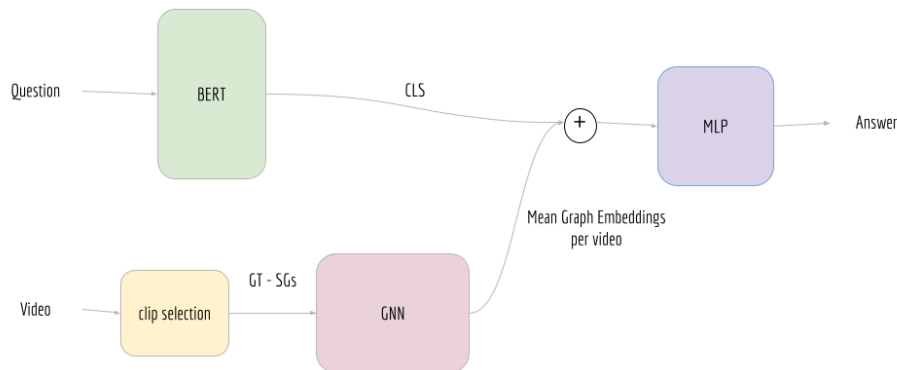 Question
BERT
CLS
+
MLP
Answer
Mean Graph Embeddings
per video
Video
clip selection
GT - SGs
GNN